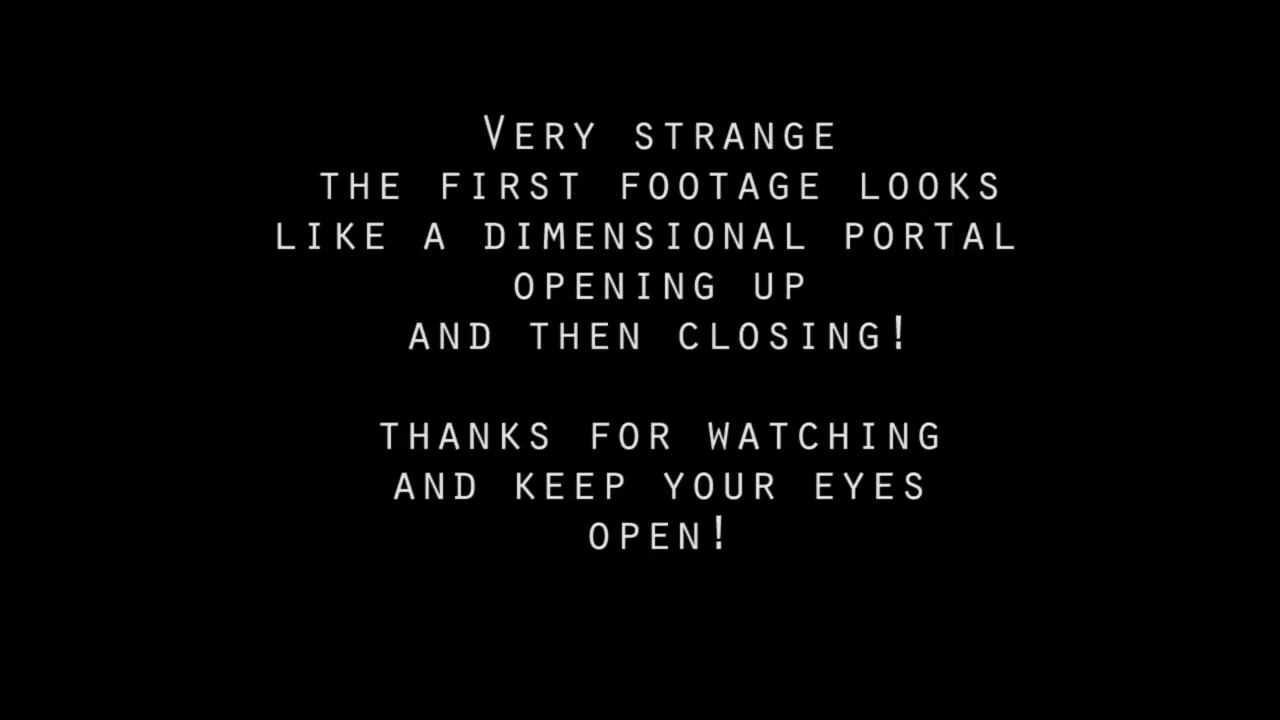 Very strange
the first footage looks
like a dimensional portal
opening up
and then closing!
thanks for watching
and keep your eyes
open!